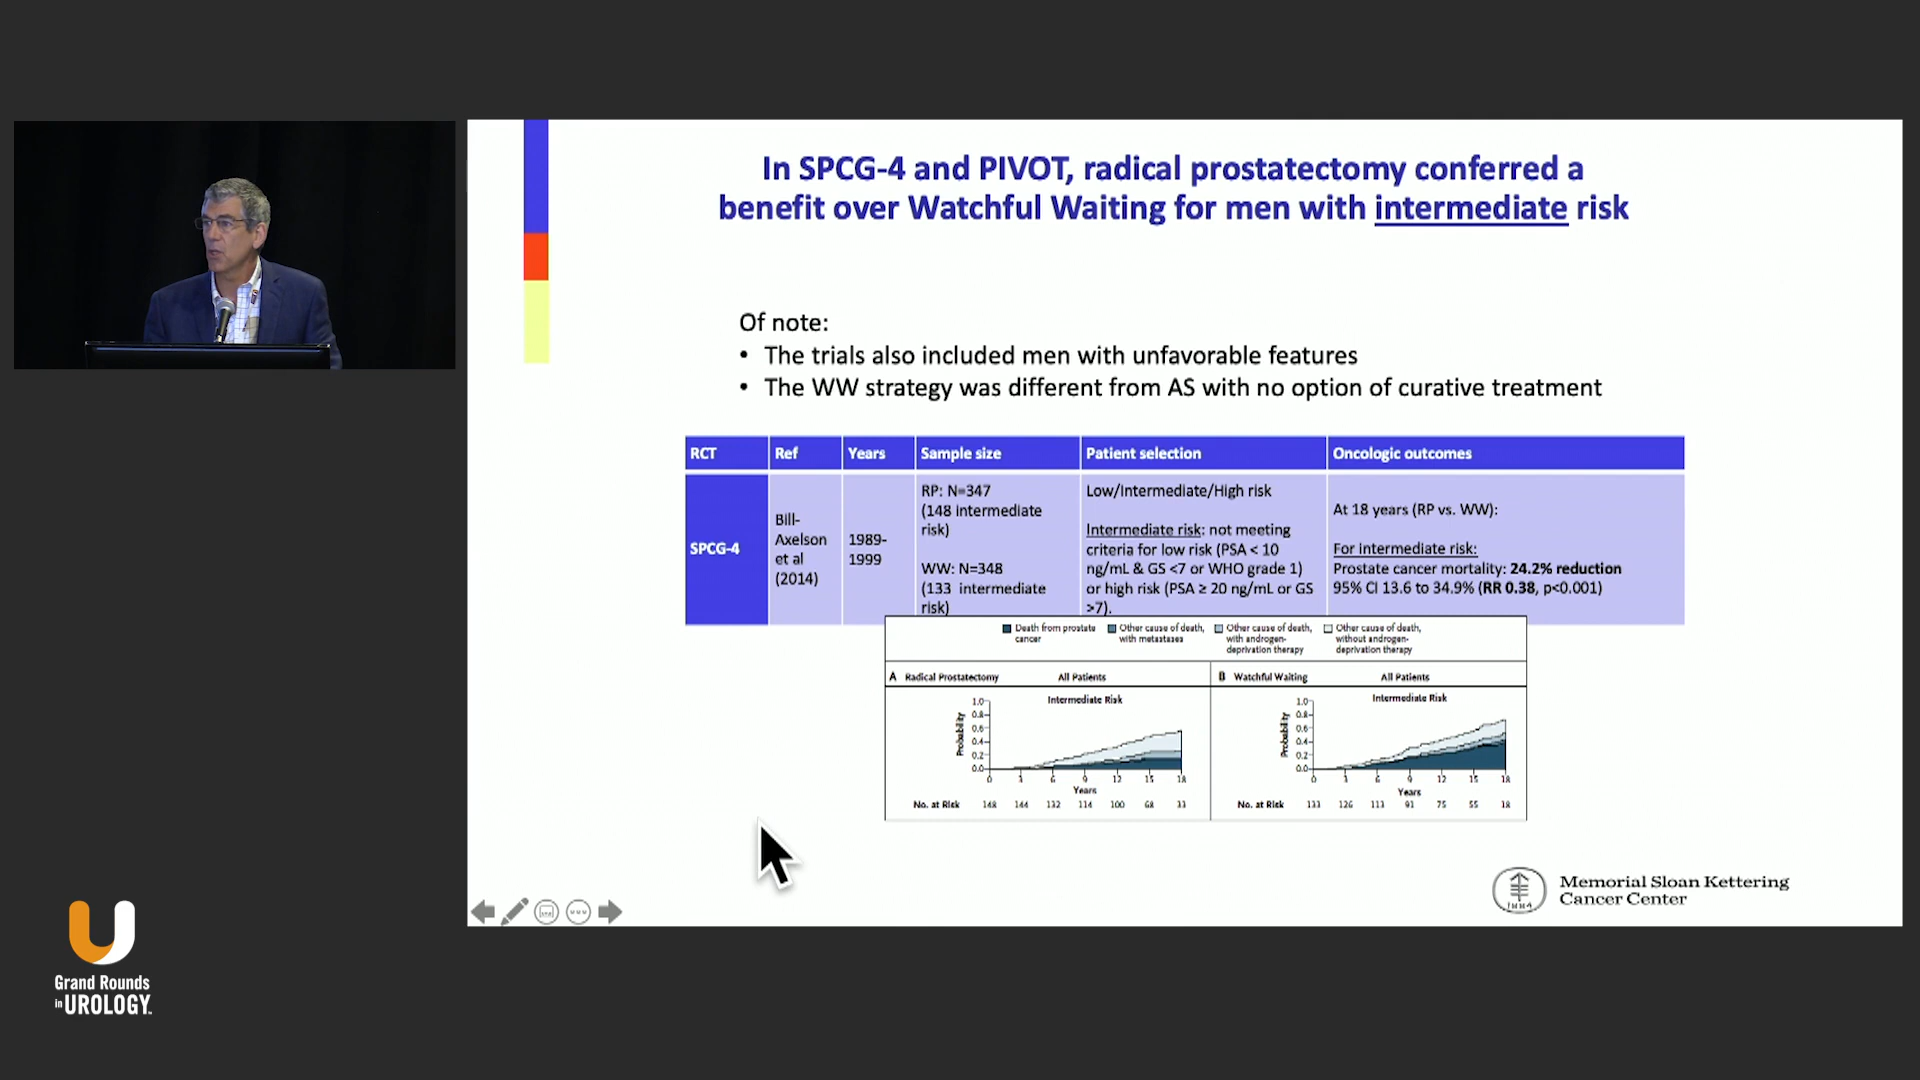 In SPCG-4 and PIVOT, radical prostatectomy conferred a
benefit over Watchful Waiting for men with intermediate risk
Of note:
• The trials also included men with unfavorable features
• The WW strategy was different from AS with no option of curative treatment
RCT
Ref
Years
Sample size
Patient selection
Oncologic outcomes
SPCG-4
Bill-
Axelson
et al
(2014)
1989-
1999
RP: N=347
(148 intermediate
risk)
WW: N=348
(133 intermediate
risk)
Low/Intermediate/High risk
Intermediate risk: not meeting
criteria for low risk (PSA < 10
ng/mL & GS <7 or WHO grade 1)
or high risk (PSA ≥ 20 ng/mL or GS
>7).
At 18 years (RP vs. WW):
For intermediate risk:
Prostate cancer mortality: 24.2% reduction
95% CI 13.6 to 34.9% (RR 0.38, p<0.001)
Death from prostate
cancer
Other cause of death,
with metastases
Other cause of death,
with androgen-
deprivation therapy
Other cause of death,
without androgen-
deprivation therapy
A Radical Prostatectomy All Patients
Intermediate Risk
Probability
1.0
0.8
0.6
0.4
0.2
0.0
0 3 6 9 12 15 18
Years
No. at Risk 148 144 132 114 100 68 33
B Watchful Waiting All Patients
Intermediate Risk
Probability
1.0
0.8
0.6
0.4
0.2
0.0
0 3 6 9 12 15 18
Years
No. at Risk 133 126 113 91 75 55 18
Memorial Sloan Kettering
Cancer Center
Grand Rounds
in UROLOGY